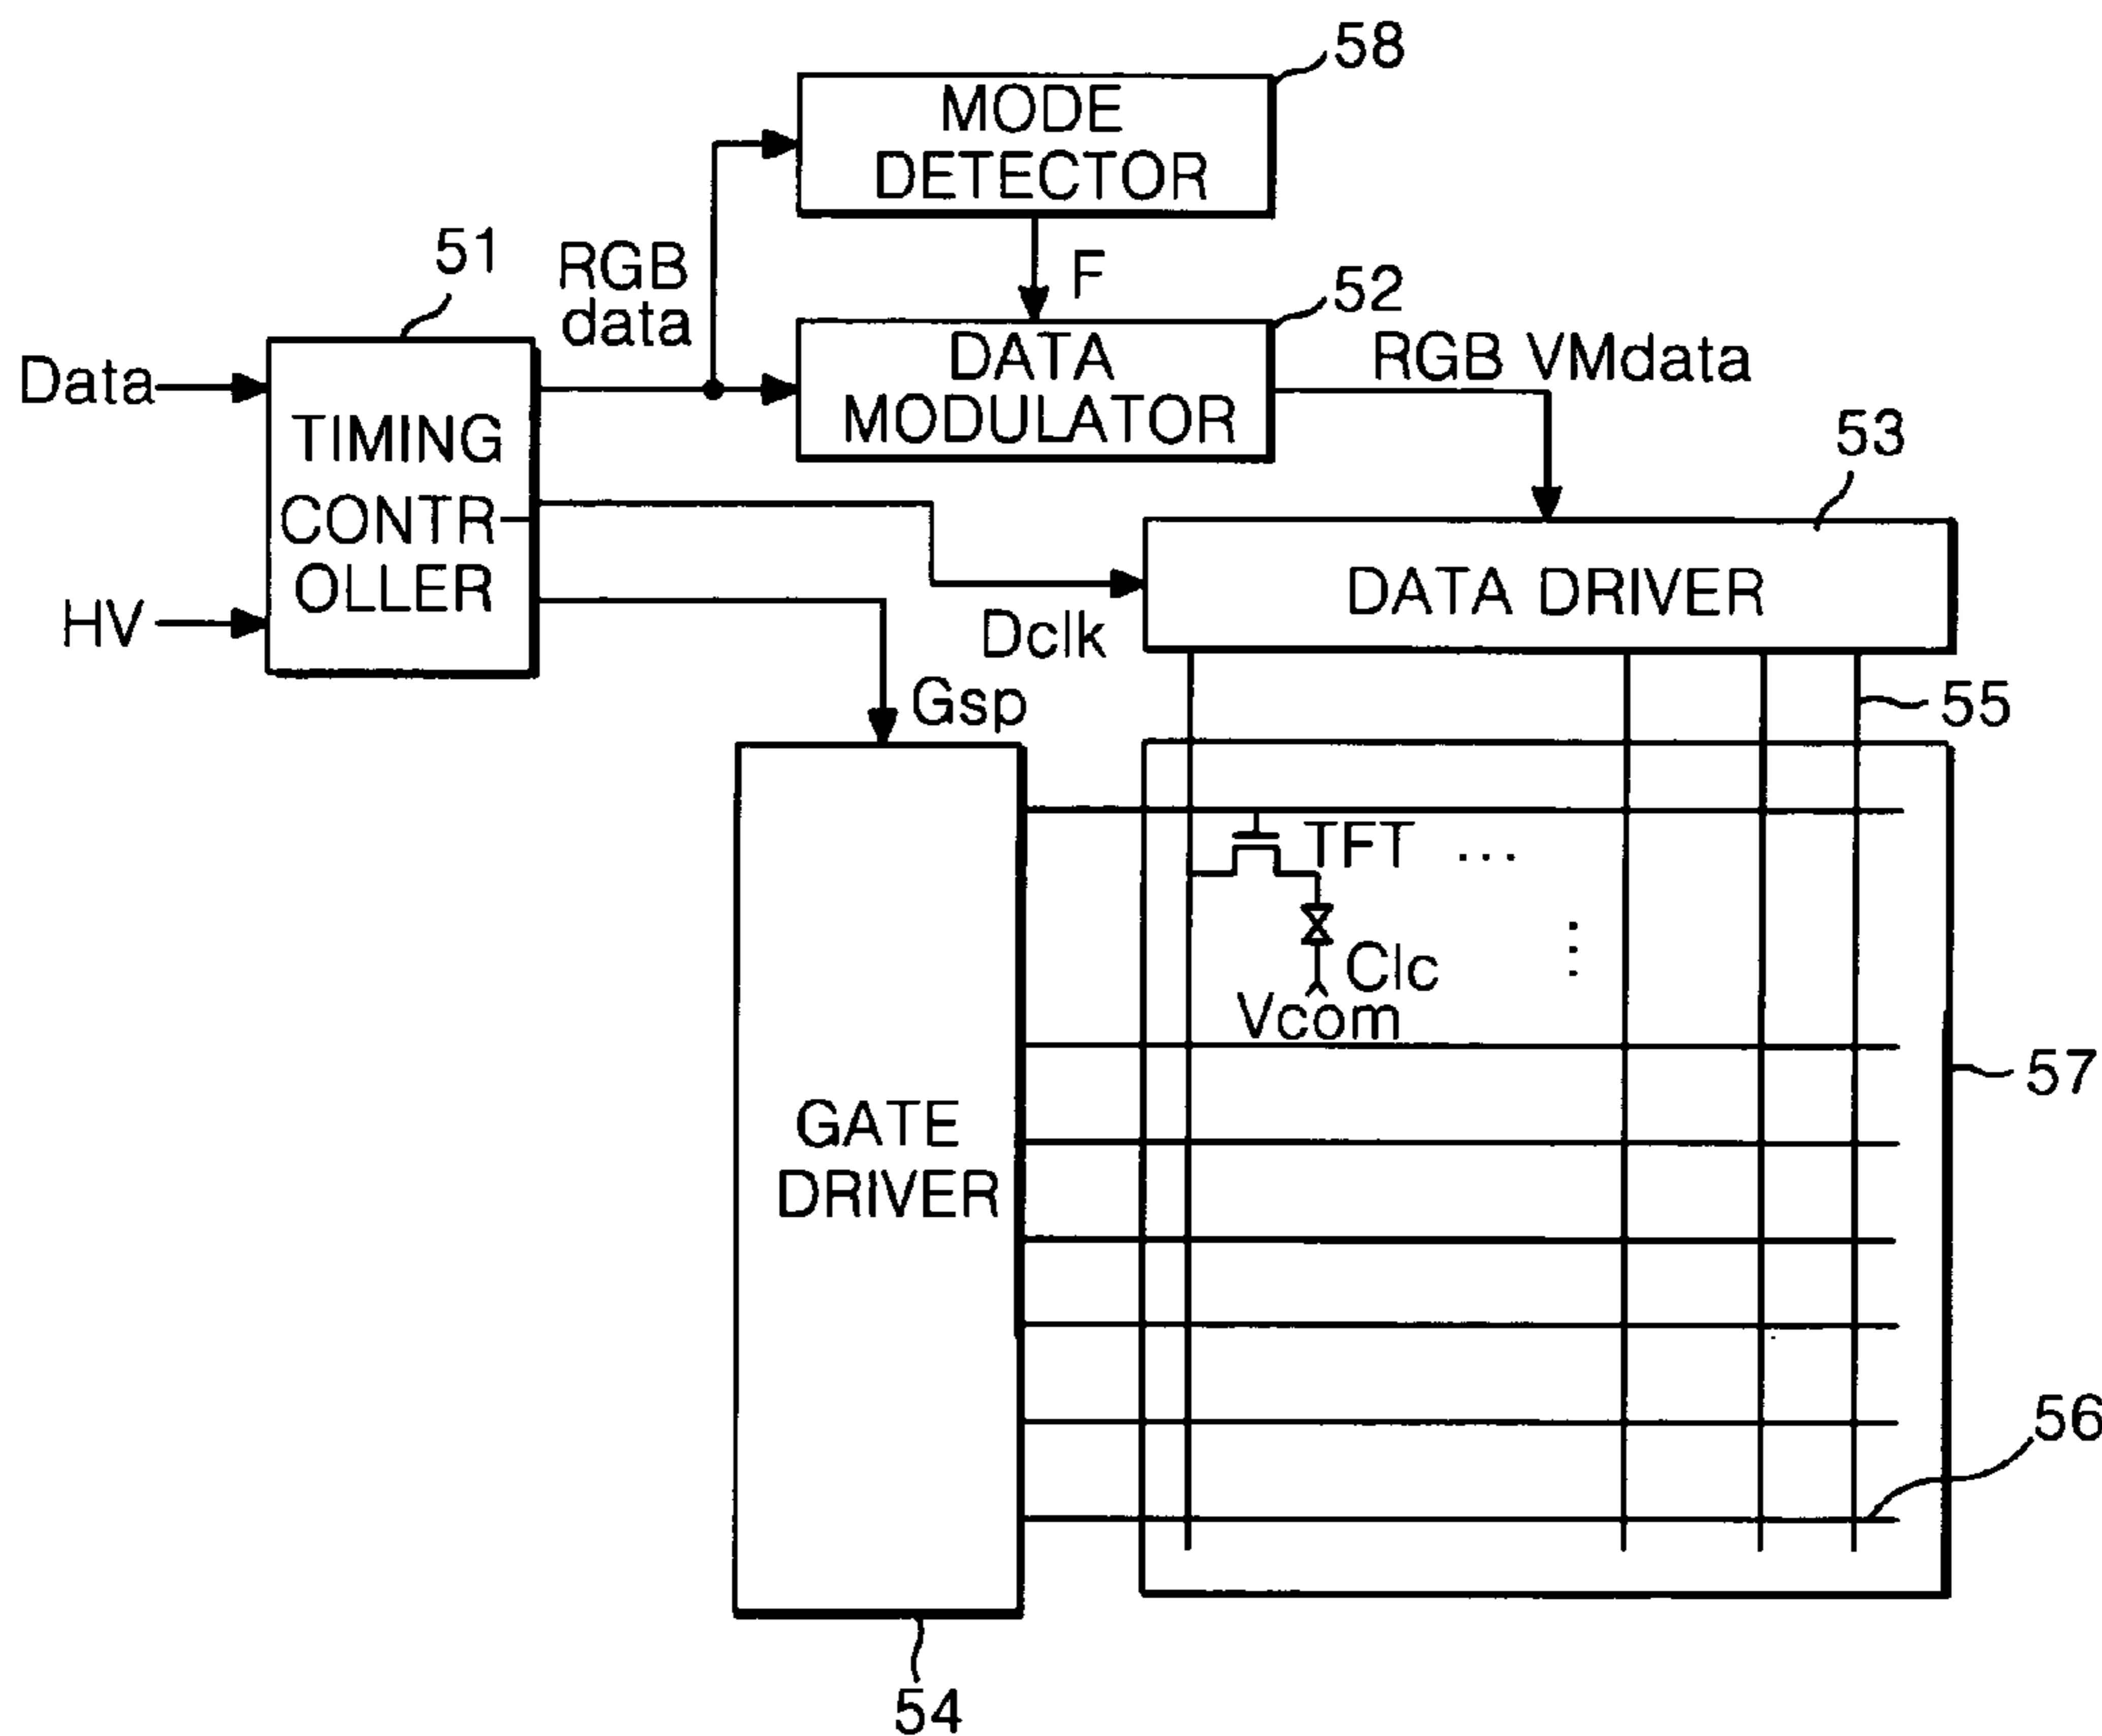 58
MODE
DETECTOR
51
RGB
data
F
52
Data
DATA
MODULATOR
RGB VMdata
TIMING
CONTR-
OLLER
53
HV
Dclk
DATA DRIVER
Gsp
55
TFT ...
Clc
Vcom
57
GATE
DRIVER
56
54